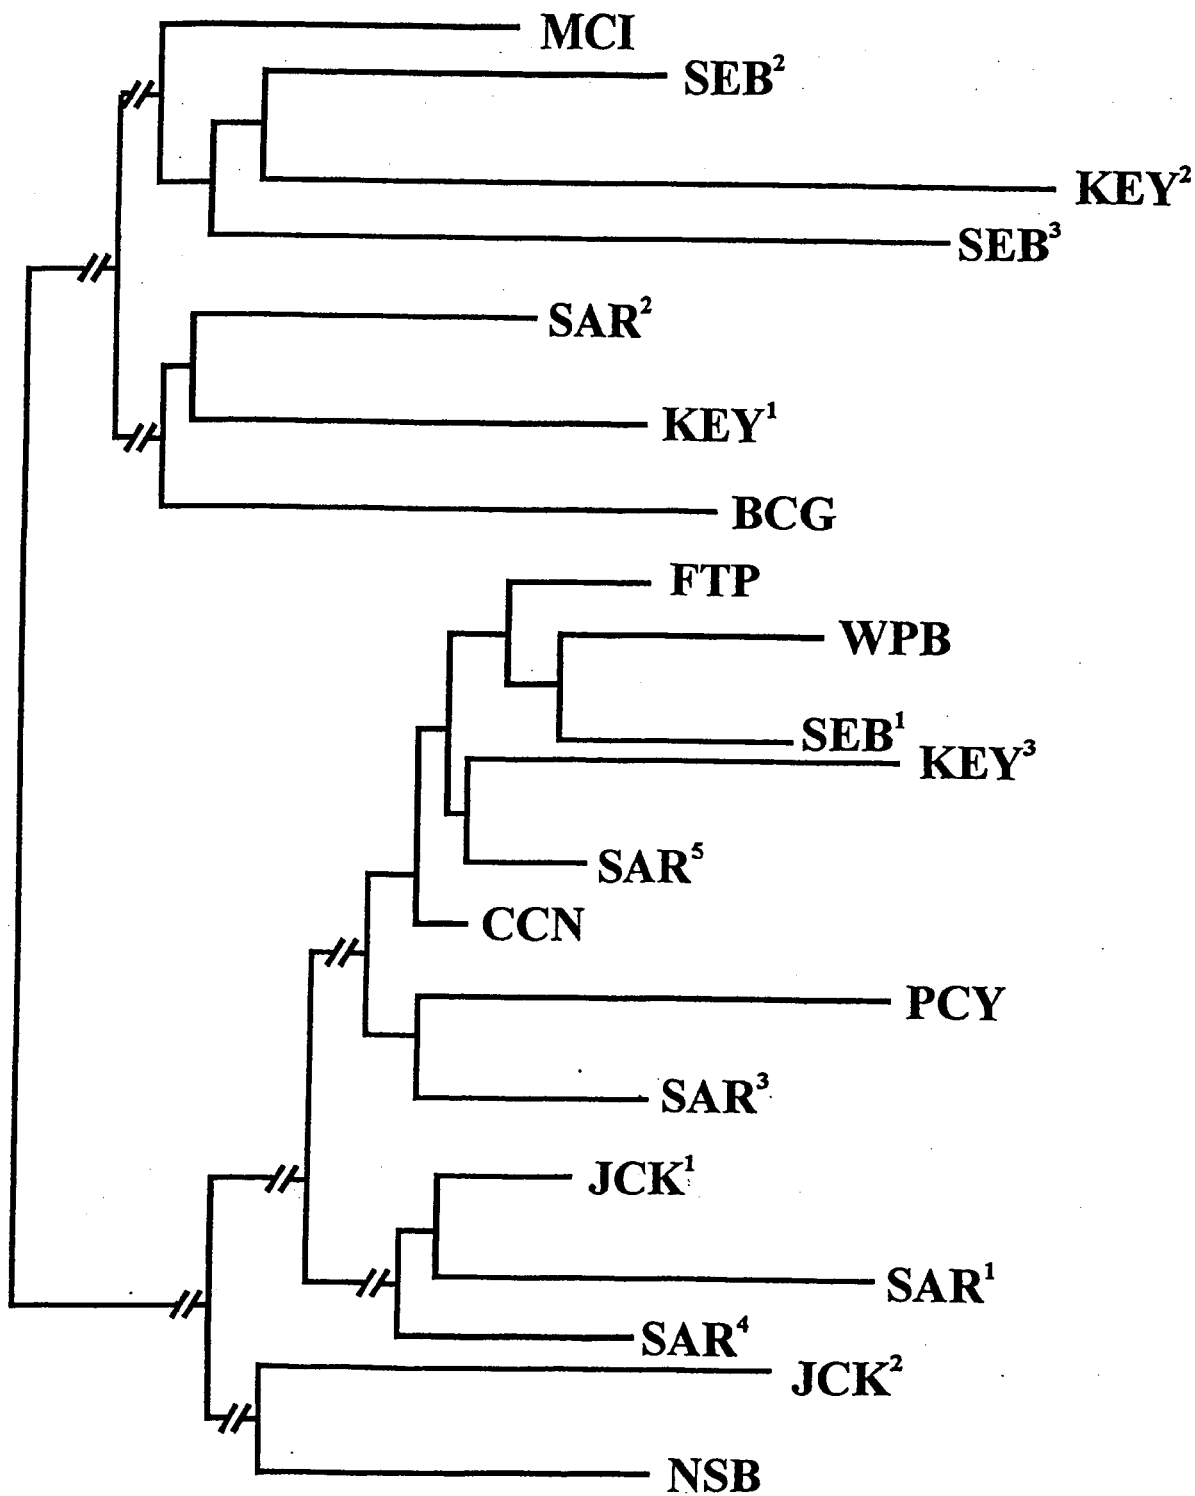 MCI
SEB²
KEY²
SEB³
SAR²
KEY¹
BCG
FTP
WPB
SEB¹
KEY³
SAR⁵
CCN
PCY
SAR³
JCK¹
SAR¹
SAR⁴
JCK²
NSB